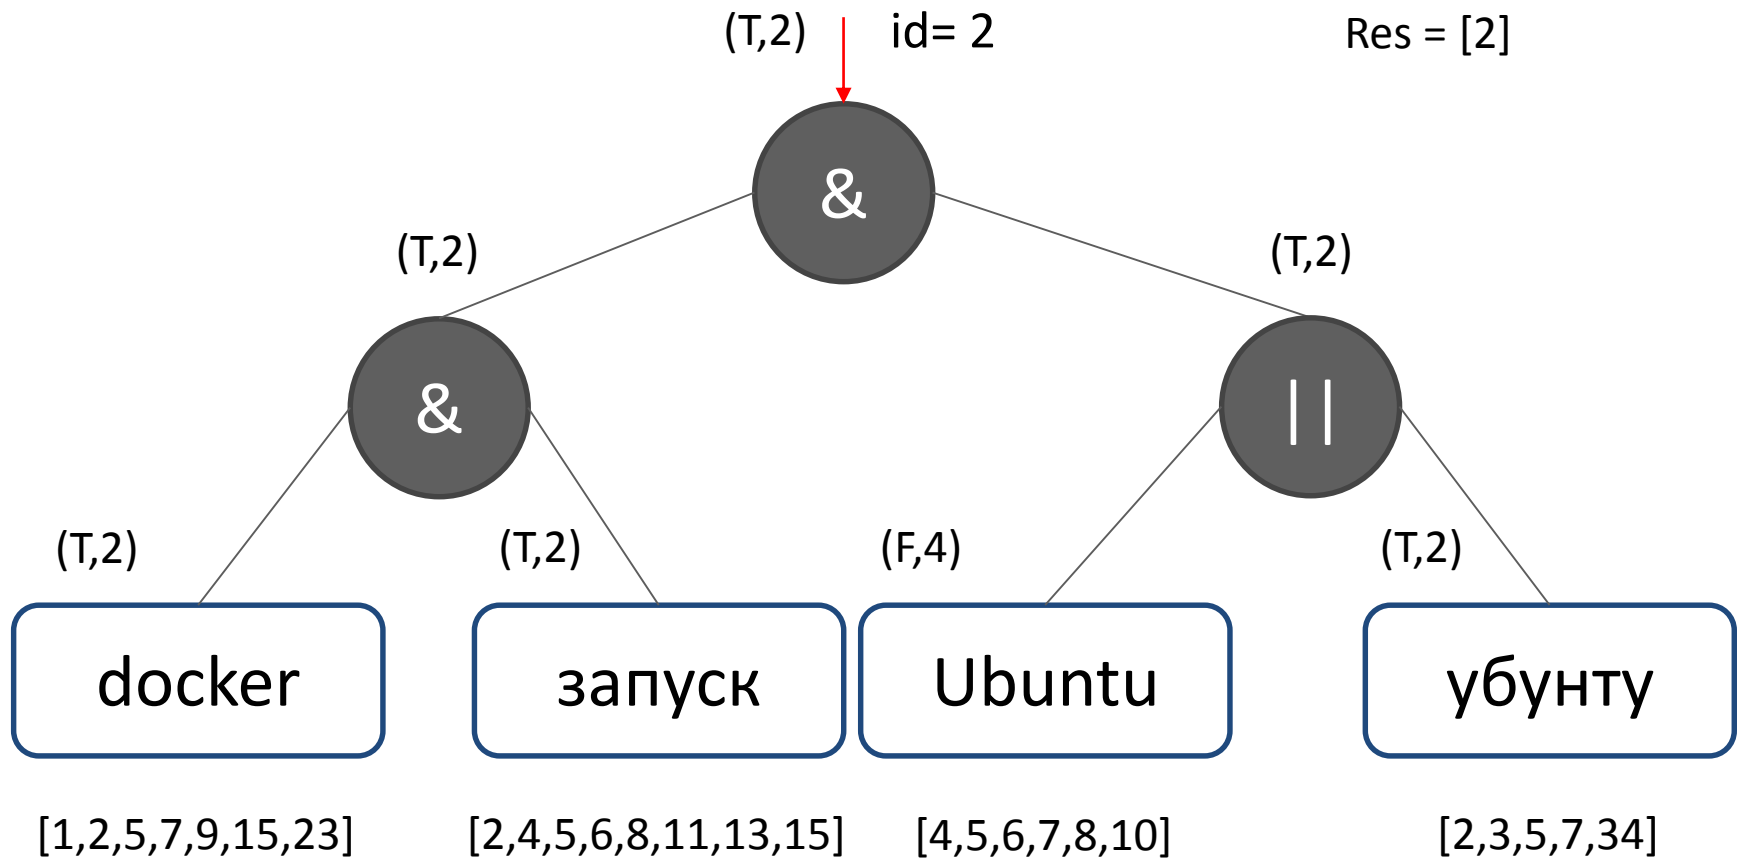 (T,2) id= 2 Res = [2]
&
(T,2) (T,2)
& ||
(T,2) (T,2) (F,4) (T,2)
docker запуск Ubuntu убунту
[1,2,5,7,9,15,23] [2,4,5,6,8,11,13,15] [4,5,6,7,8,10] [2,3,5,7,34]